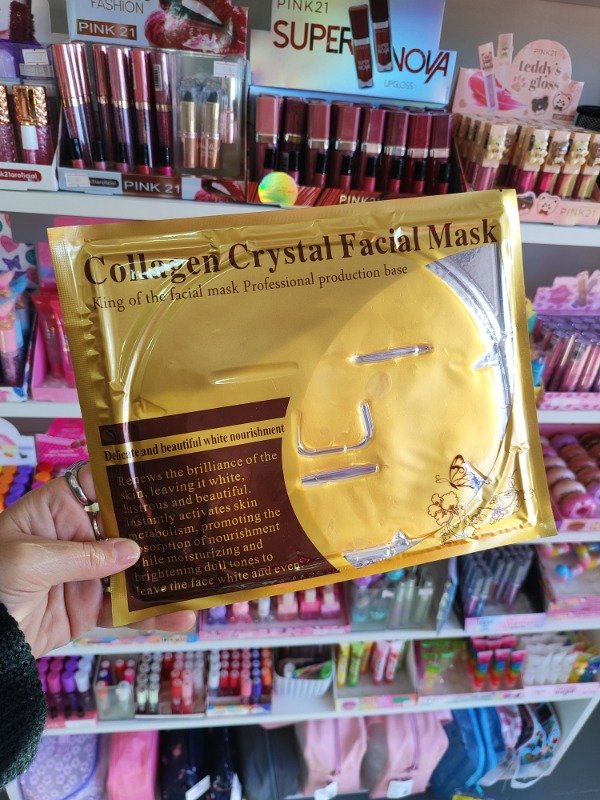 FASHION
PINK 21
PINK21
SUPER NOVA
LIPGLOSS
PINK21
teddy's
gloss
PINK 21
PINK
PINK21
Collagen Crystal Facial Mask
King of the facial mask Professional production base
Delicate and beautiful white nourishment
Renews the brilliance of the
skin, leaving it white,
lustrous and beautiful.
Instantly activates skin
metabolism, promoting the
absorption of nourishment
while moisturizing and
brightening dull tones to
leave the face white and even